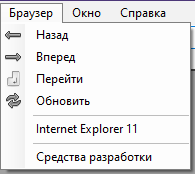 Браузер Окно Справка
Назад
Вперед
Перейти
Обновить
Internet Explorer 11
Средства разработки